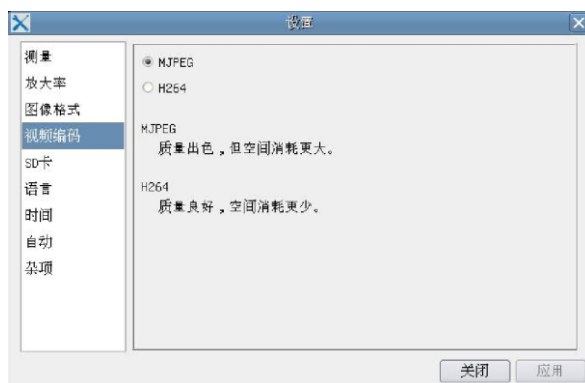 设置
测量
放大率
图像格式
视频编码
SD卡
语言
时间
自动
杂项
MJPEG
H264
MJPEG
质量出色，但空间消耗更大。
H264
质量良好，空间消耗更少。
关闭
应用